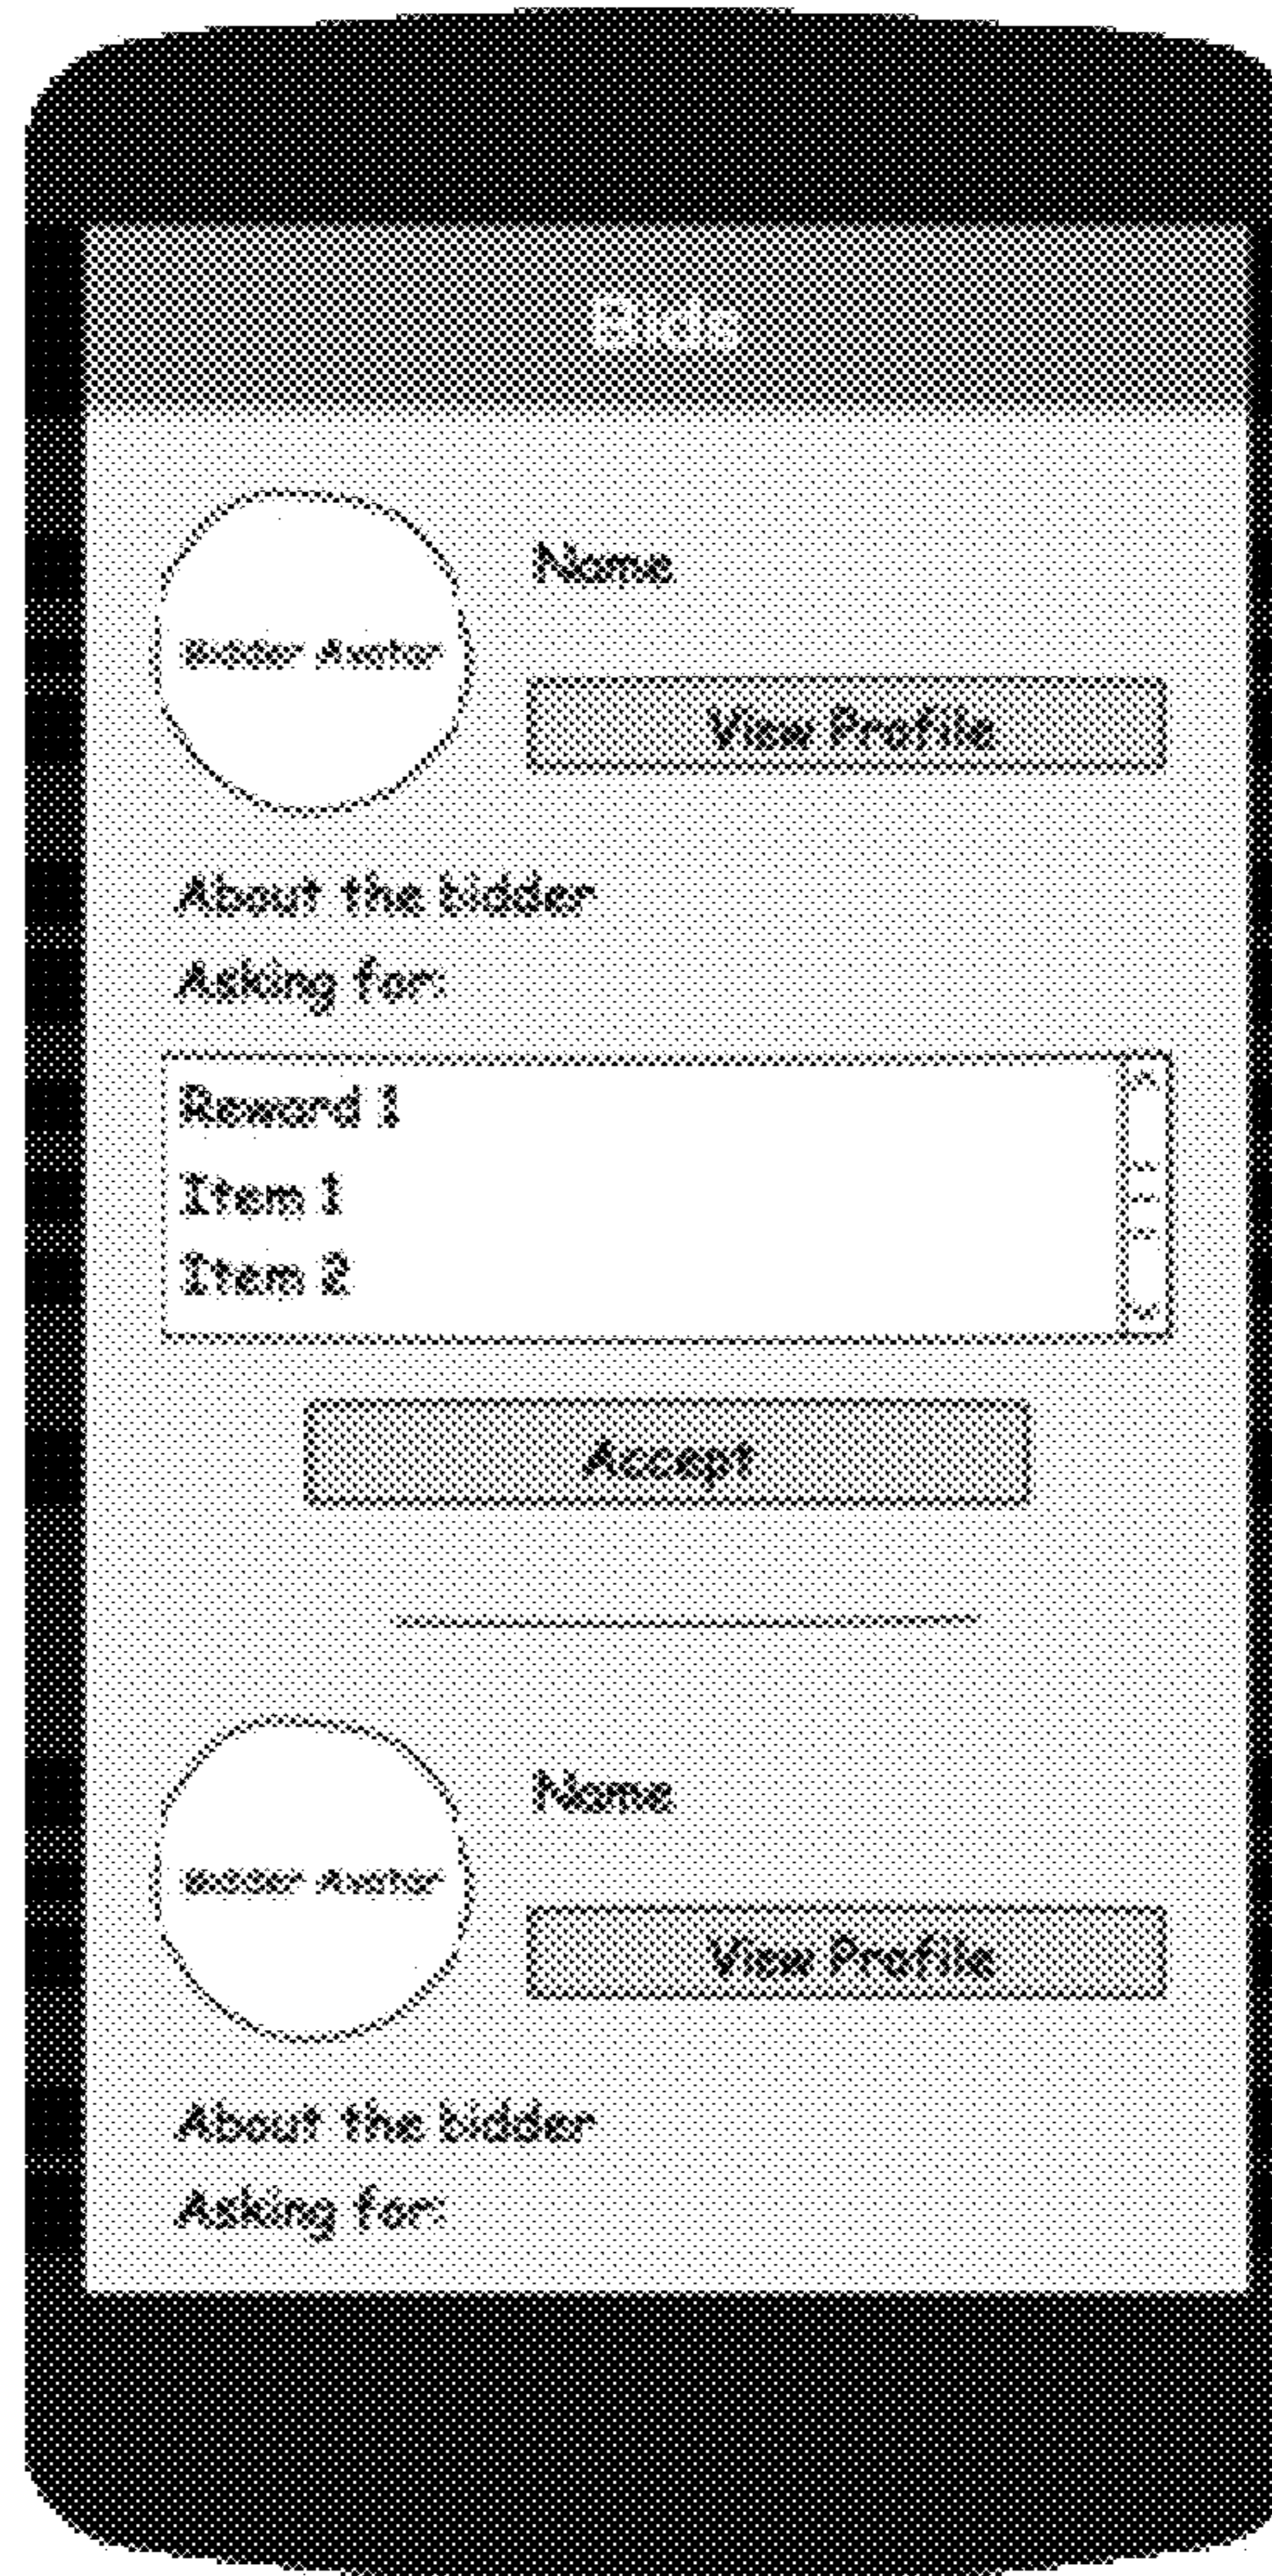 Bids
Name
Bidder Avatar
View Profile
About the bidder
Asking for:
Reward 1
Item 1
Item 2
Accept
Name
Bidder Avatar
View Profile
About the bidder
Asking for: